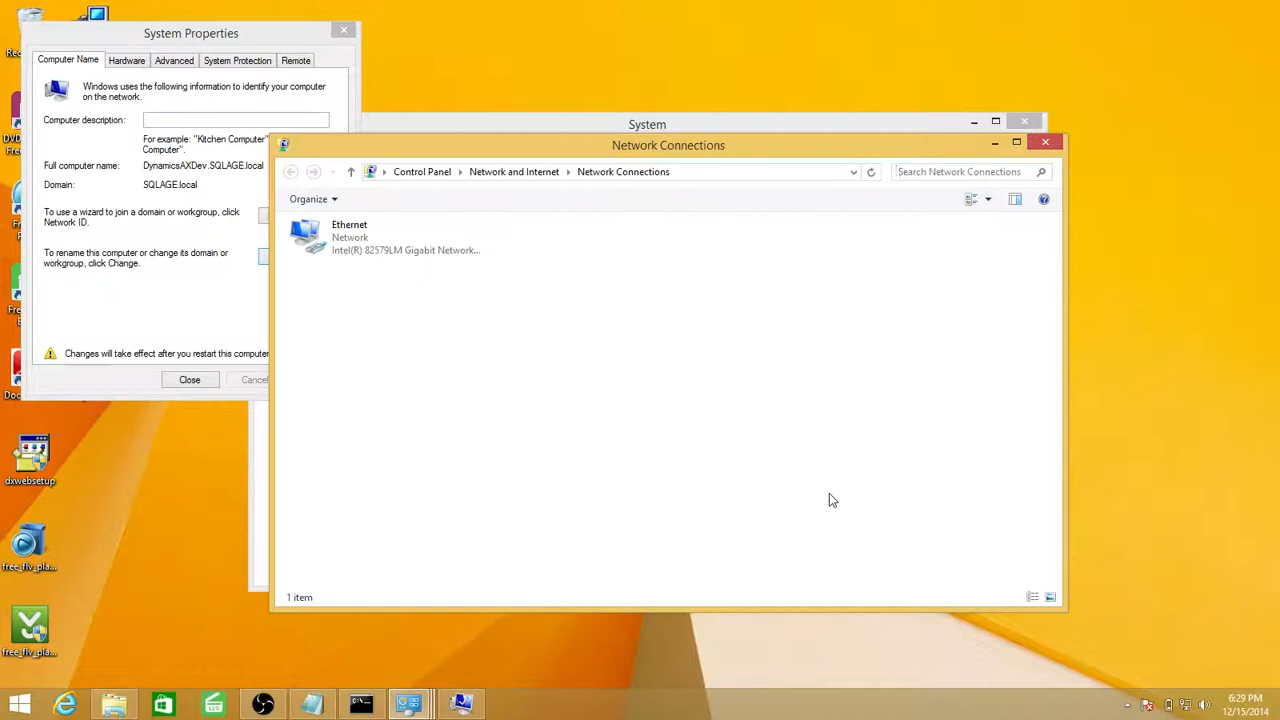 Rec
System Properties
Computer Name
Hardware
Advanced
System Protection
Remote
Windows uses the following information to identify your computer
on the network.
Computer description:
For example: "Kitchen Computer"
Computer".
Full computer name:
DynamicsAXDev.SQLAGE.local
Domain:
SQLAGE.local
To use a wizard to join a domain or workgroup, click
Network ID.
To rename this computer or change its domain or
workgroup, click Change.
Changes will take effect after you restart this computer
Close
Cancel
System
Network Connections
Control Panel
Network and Internet
Network Connections
Search Network Connections
Organize
Ethernet
Network
Intel(R) 82579LM Gigabit Network...
1 item
DVD
Free
Fre
Doc
dxwebsetup
free_flv_pla...
free_flv_pla...
6:29 PM
12/15/2014